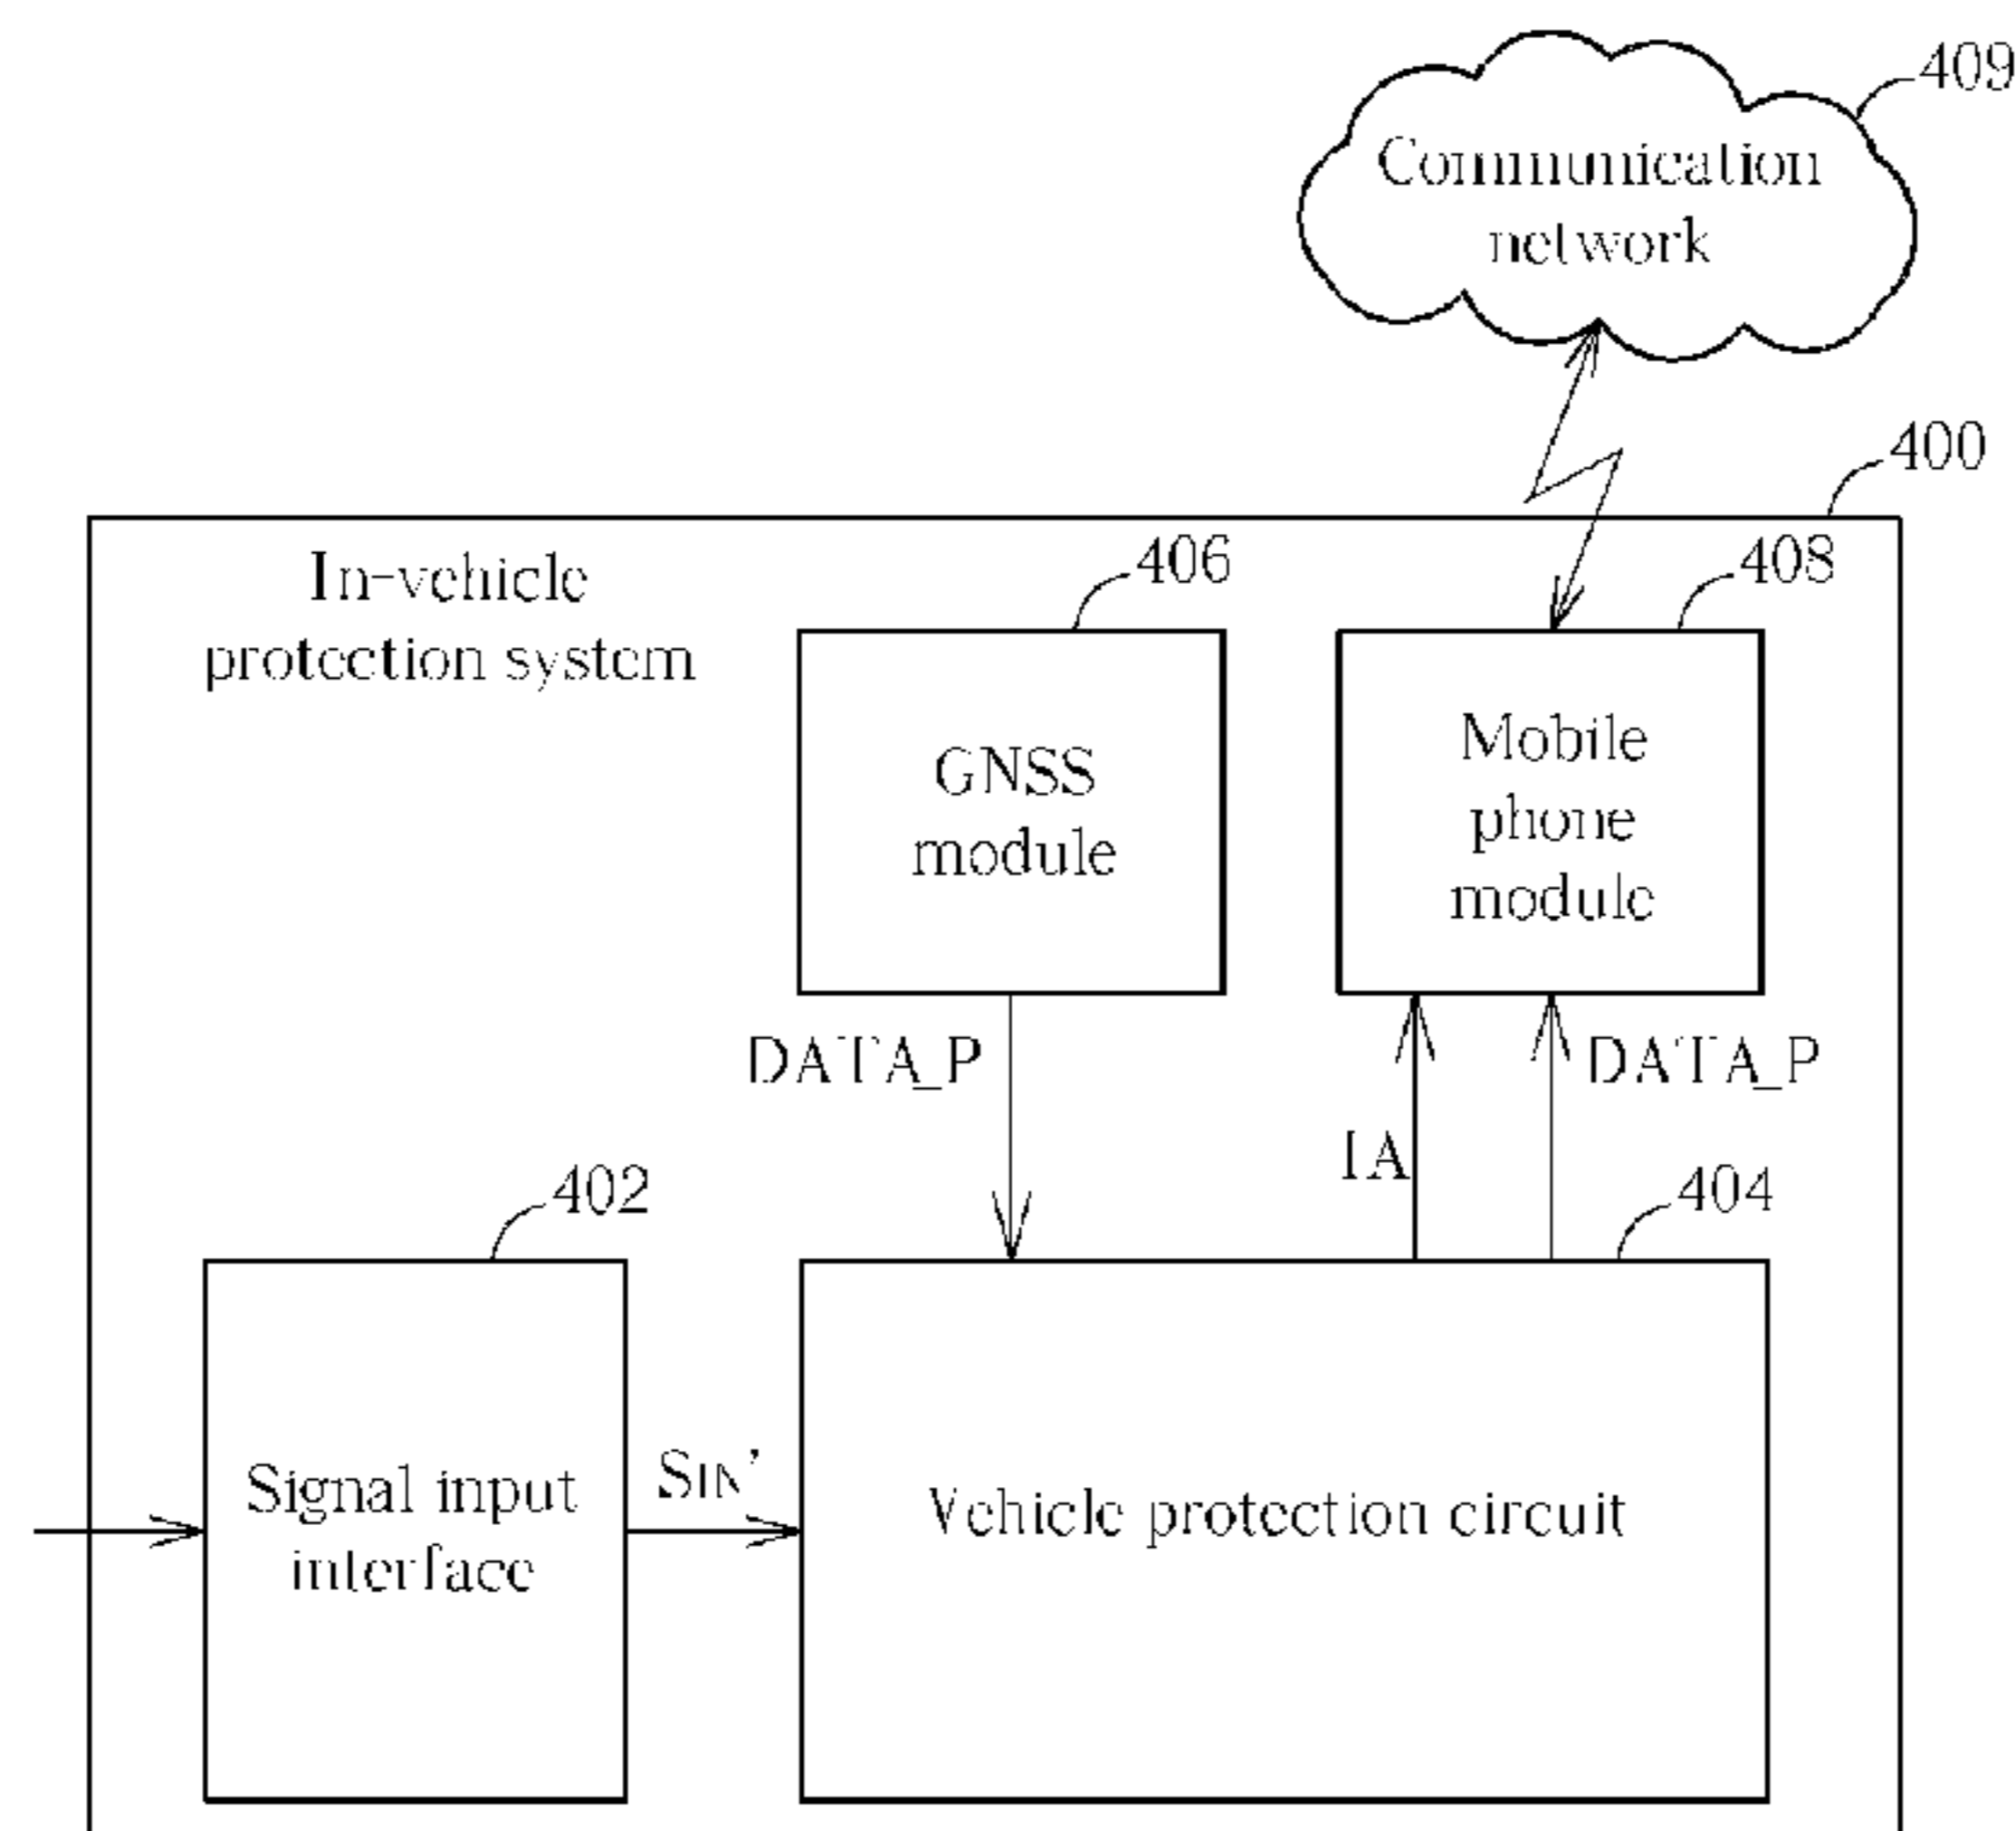 409
Communication
network
400
In-vehicle
protection system
406
408
GNSS
module
Mobile
phone
module
DATA_P
IA
DATA_P
402
404
Signal input
interface
SIN'
Vehicle protection circuit